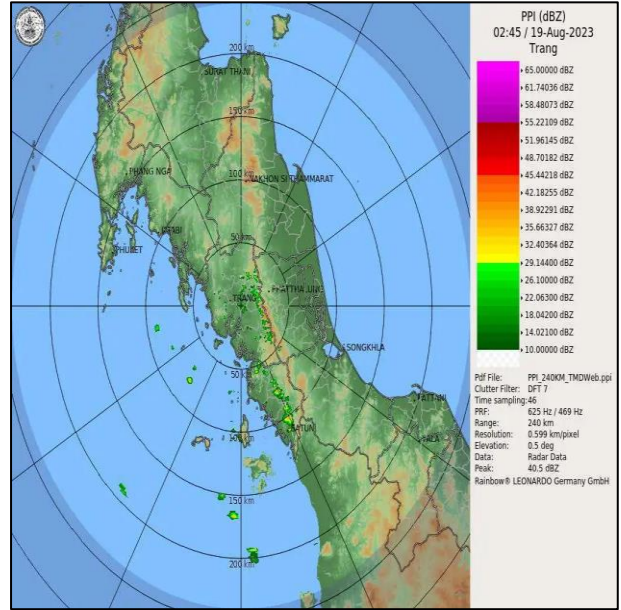 PPI (dBZ)
02:45 / 19-Aug-2023
Trang
65.00000 dBZ
61.74036 dBZ
58.48073 dBZ
55.22109 dBZ
51.96145 dBZ
48.70182 dBZ
45.44218 dBZ
42.18255 dBZ
38.92291 dBZ
35.66327 dBZ
32.40364 dBZ
29.14400 dBZ
26.10000 dBZ
22.06300 dBZ
18.04200 dBZ
14.02100 dBZ
10.00000 dBZ
Pdf File: PPI_240KM_TMDWeb.ppi
Clutter Filter: DFT 7
Time sampling:46
PRF: 625 Hz / 469 Hz
Range: 240 km
Resolution: 0.599 km/pixel
Elevation: 0.5 deg
Data: Radar Data
Peak: 40.5 dBZ
Rainbow® LEONARDO Germany GmbH
200 km
SURAT THANI
150 km
PHANG NGA
100 km
NAKHON SI THAMMARAT
KRABI
50 km
PHUKET
PHATTHALUNG
TRANG
SONGKHLA
50 km
PATTANI
SATUN
100 km
YALA
150 km
200 km